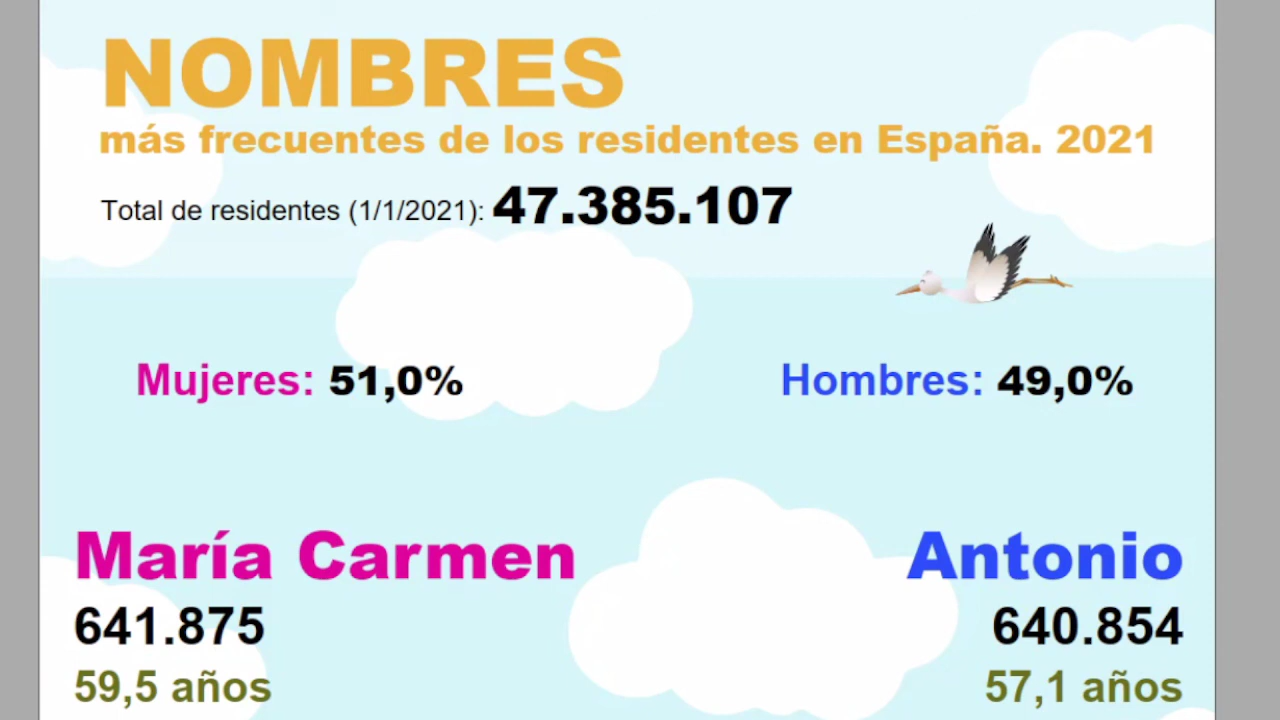 NOMBRES
más frecuentes de los residentes en España. 2021
Total de residentes (1/1/2021): 47.385.107
Mujeres: 51,0%
Hombres: 49,0%
María Carmen
641.875
59,5 años
Antonio
640.854
57,1 años